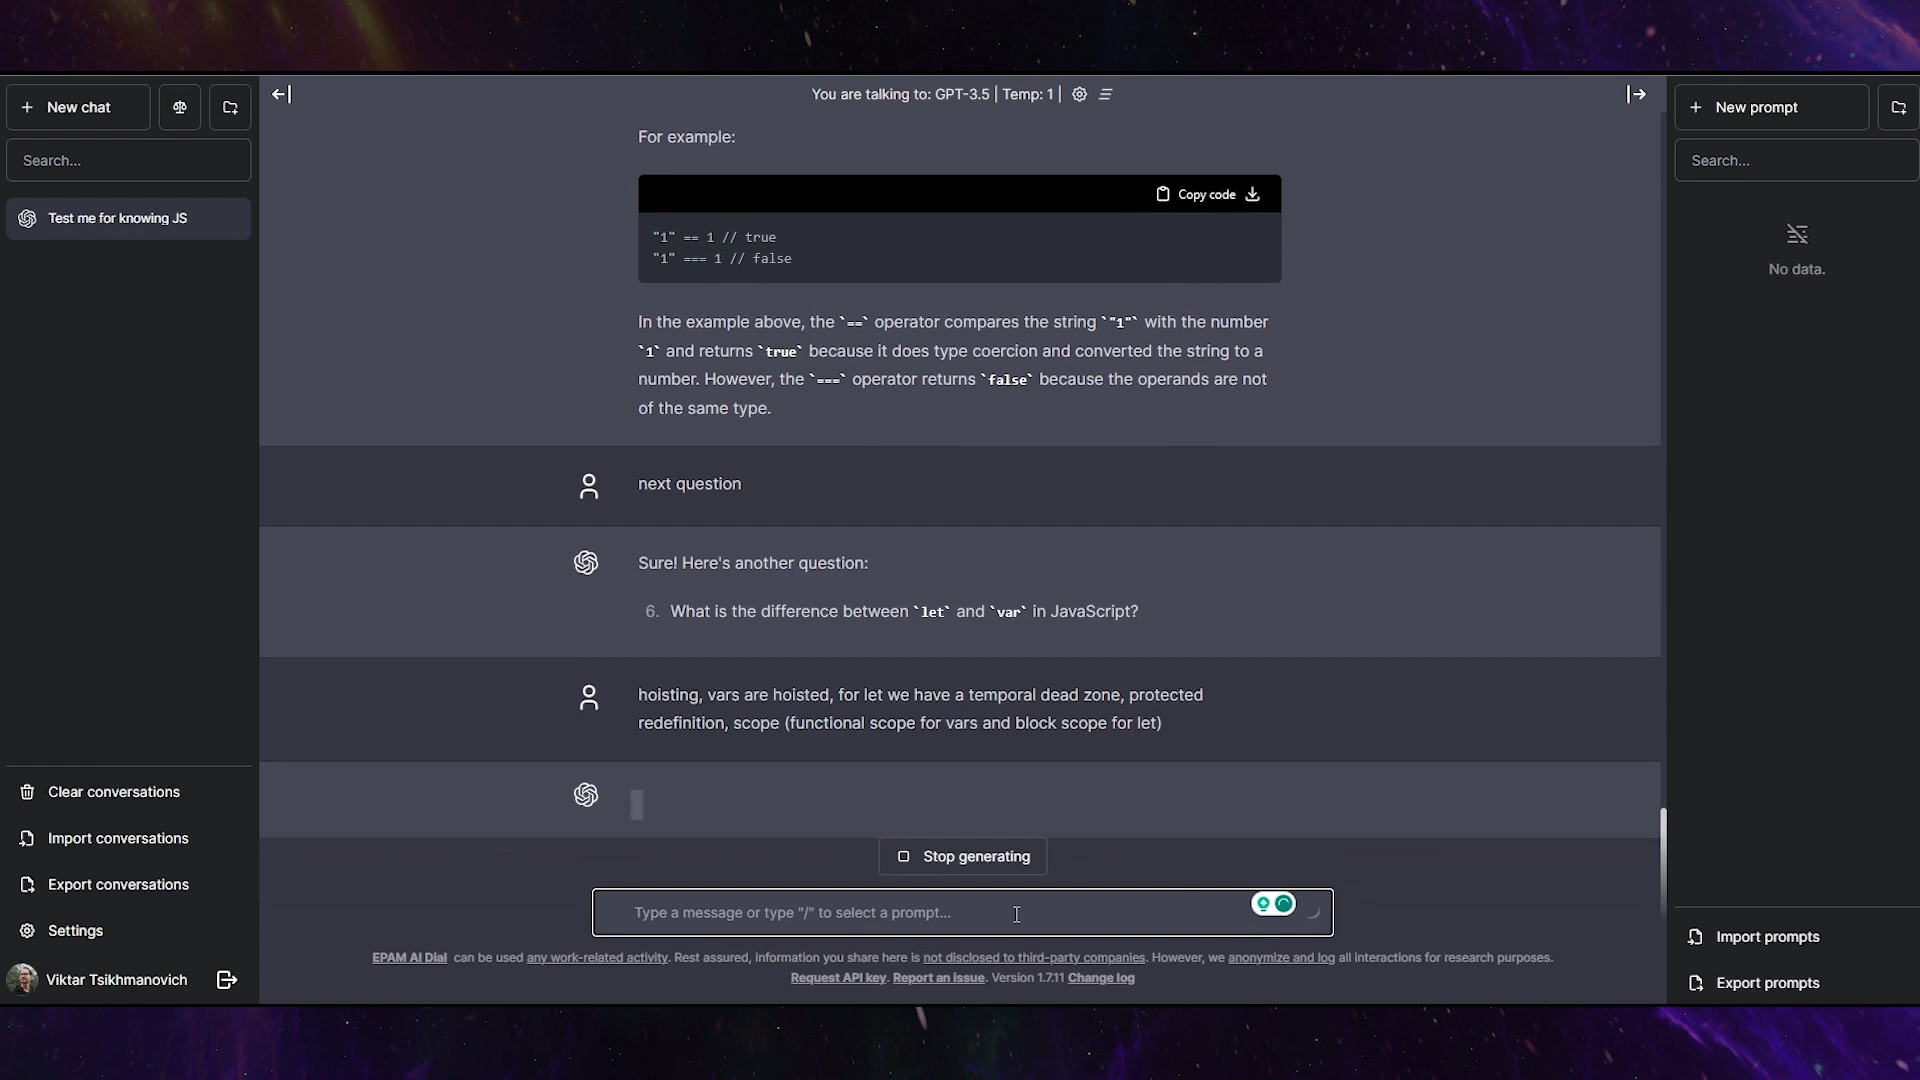 New chat
You are talking to: GPT-3.5 | Temp: 1 |
New prompt
Search...
Search...
Test me for knowing JS
No data.
For example:
Copy code
"1" == 1 // true
"1" === 1 // false
In the example above, the `==` operator compares the string `"1"` with the number
`1` and returns `true` because it does type coercion and converted the string to a
number. However, the `===` operator returns `false` because the operands are not
of the same type.
next question
Sure! Here's another question:
6. What is the difference between `let` and `var` in JavaScript?
hoisting, vars are hoisted, for let we have a temporal dead zone, protected
redefinition, scope (functional scope for vars and block scope for let)
Stop generating
Type a message or type "/" to select a prompt...
EPAM AI Dial can be used any work-related activity. Rest assured, information you share here is not disclosed to third-party companies. However, we anonymize and log all interactions for research purposes.
Request API key. Report an issue. Version 1.7.11 Change log
Clear conversations
Import conversations
Export conversations
Settings
Viktar Tsikhmanovich
Import prompts
Export prompts